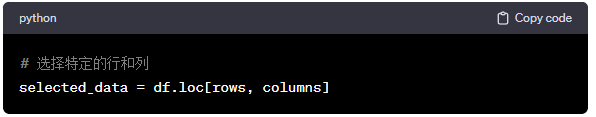 python
Copy code
# 选择特定的行和列
selected_data = df.loc[rows, columns]